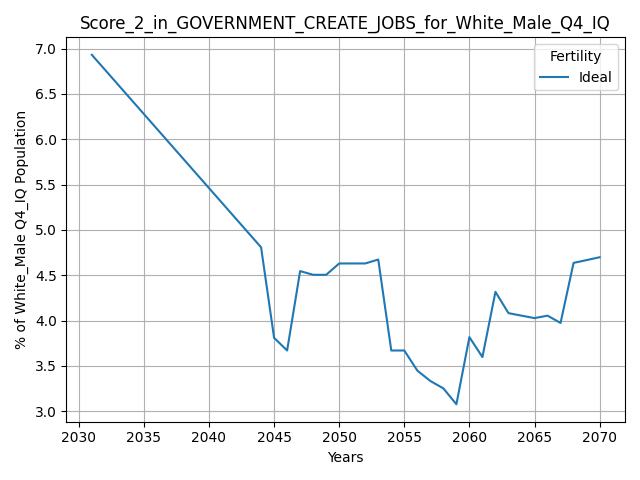 Score_2_in_GOVERNMENT_CREATE_JOBS_for_White_Male_Q4_IQ
Fertility
Ideal
% of White_Male Q4_IQ Population
7.0
6.5
6.0
5.5
5.0
4.5
4.0
3.5
3.0
2030 2035 2040 2045 2050 2055 2060 2065 2070
Years